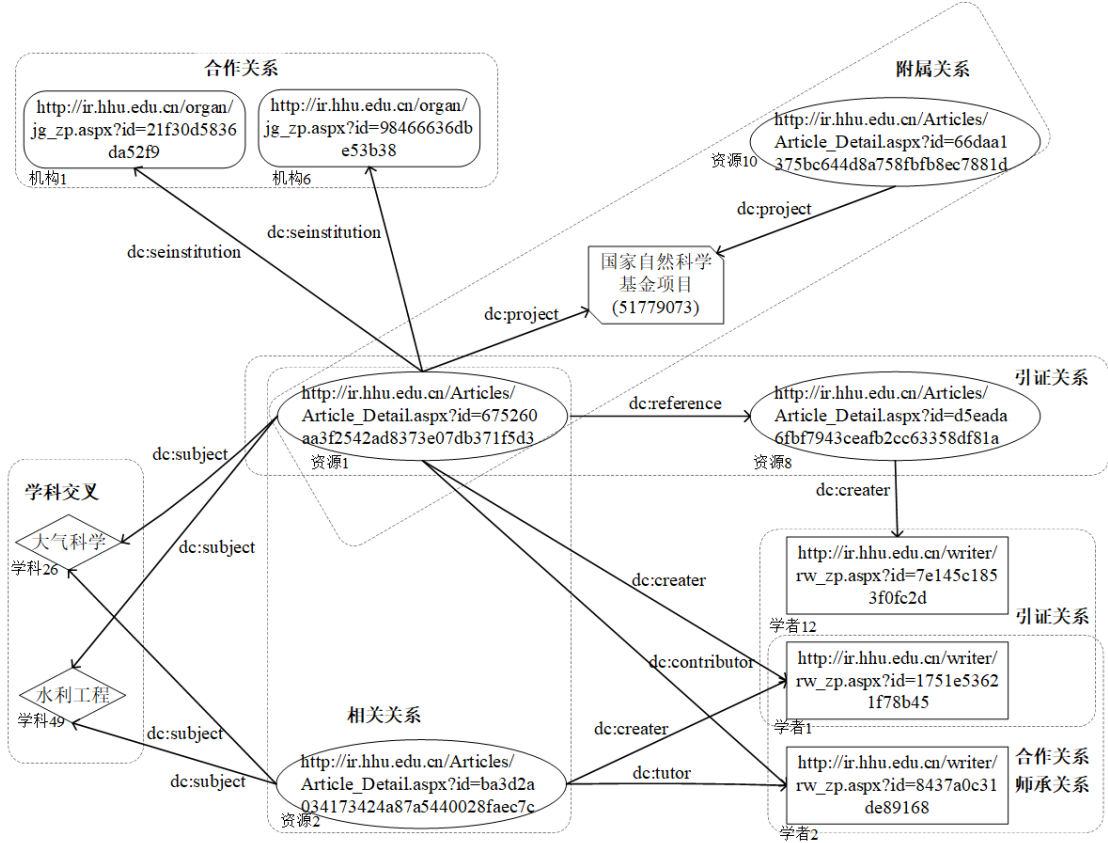 合作关系
http://ir.hhu.edu.cn/organ/
jg_zp.aspx?id=21f30d5836
da52f9
机构1
http://ir.hhu.edu.cn/organ/
jg_zp.aspx?id=98466636db
e53b38
机构6
附属关系
http://ir.hhu.edu.cn/Articles/
Article_Detail.aspx?id=66daa1
375bc644d8a758fbfb8ec7881d
资源10
dc:seinstitution
dc:seinstitution
dc:project
国家自然科学
基金项目
(51779073)
dc:project
引证关系
http://ir.hhu.edu.cn/Articles/
Article_Detail.aspx?id=675260
aa3f2542ad8373e07db371f5d3
资源1
dc:reference
http://ir.hhu.edu.cn/Articles/
Article_Detail.aspx?id=d5eada
6fbf7943ceafb2cc63358df81a
资源8
dc:subject
学科交叉
大气科学
学科26
dc:subject
dc:creater
http://ir.hhu.edu.cn/writer/
rw_zp.aspx?id=7e145c185
3f0fc2d
学者12
引证关系
dc:creater
dc:contributor
http://ir.hhu.edu.cn/writer/
rw_zp.aspx?id=1751e5362
1f78b45
学者1
水利工程
学科49
dc:subject
dc:subject
相关关系
http://ir.hhu.edu.cn/Articles/
Article_Detail.aspx?id=ba3d2a
034173424a87a5440028faec7c
资源2
dc:creater
dc:tutor
http://ir.hhu.edu.cn/writer/
rw_zp.aspx?id=8437a0c31
de89168
学者2
合作关系
师承关系